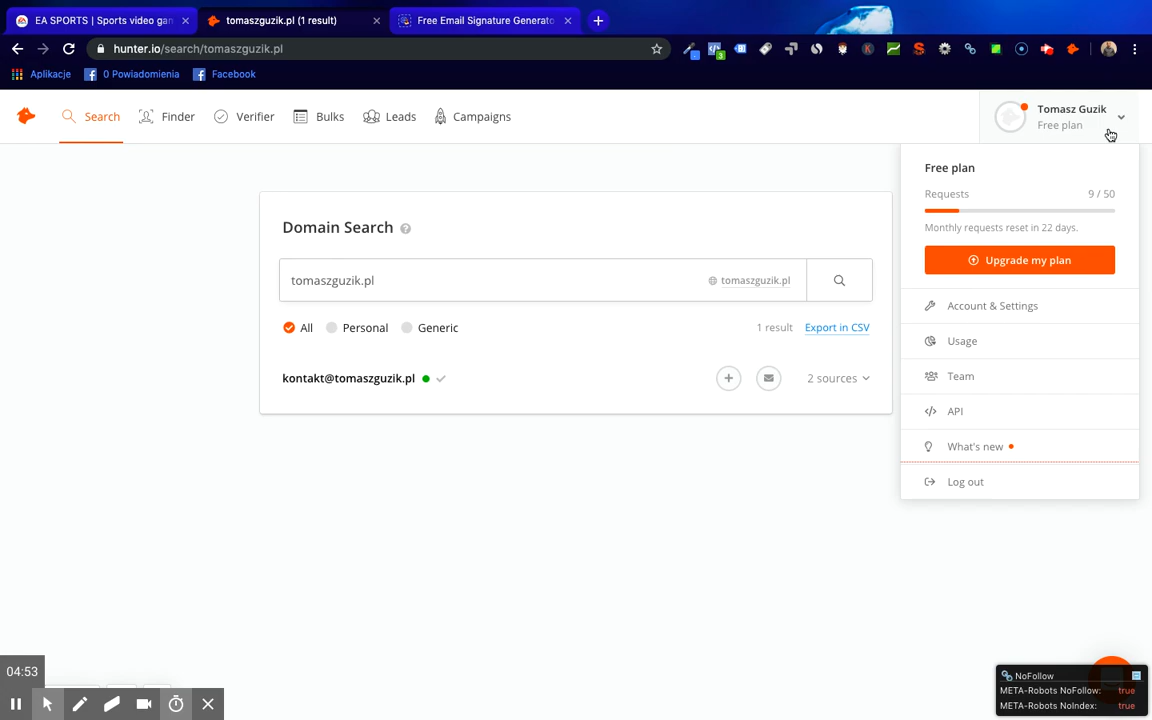 EA SPORTS | Sports video gan
tomaszguzik.pl (1 result)
Free Email Signature Generato
hunter.io/search/tomaszguzik.pl
3
Aplikacje
0 Powiadomienia
Facebook
Search
Finder
Verifier
Bulks
Leads
Campaigns
Tomasz Guzik
Free plan
Free plan
Requests 9 / 50
Monthly requests reset in 22 days.
Upgrade my plan
Account & Settings
Usage
Team
API
What's new
Log out
Domain Search
tomaszguzik.pl tomaszguzik.pl
All Personal Generic 1 result Export in CSV
kontakt@tomaszguzik.pl 2 sources
04:53
NoFollow
META-Robots NoFollow: true
META-Robots NoIndex: true